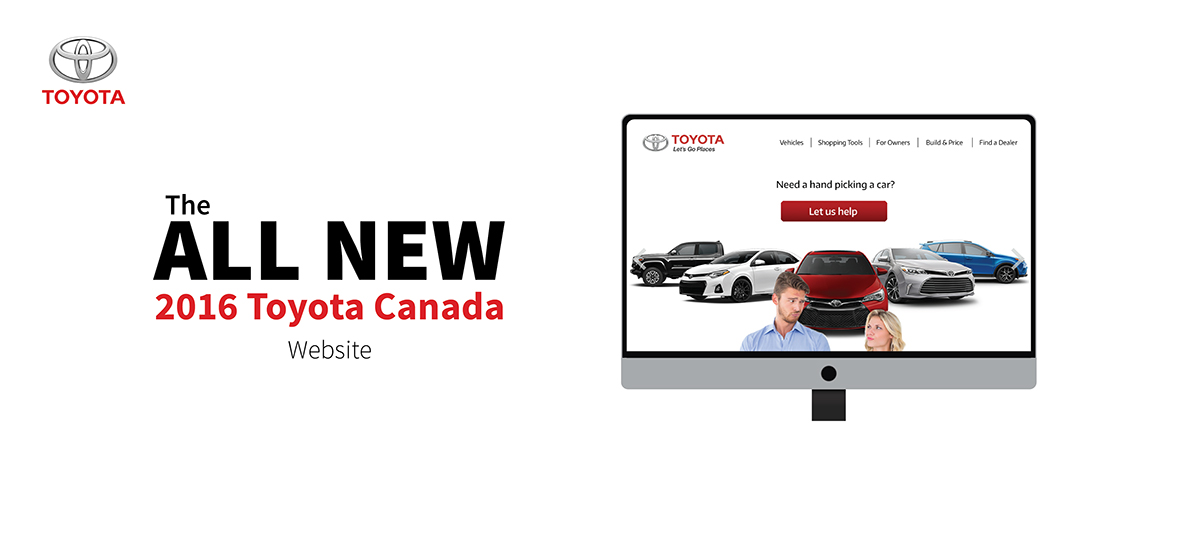 TOYOTA
The
ALL NEW
2016 Toyota Canada
Website
TOYOTA
Let's Go Places
Vehicles | Shopping Tools | For Owners | Build & Price | Find a Dealer
Need a hand picking a car?
Let us help